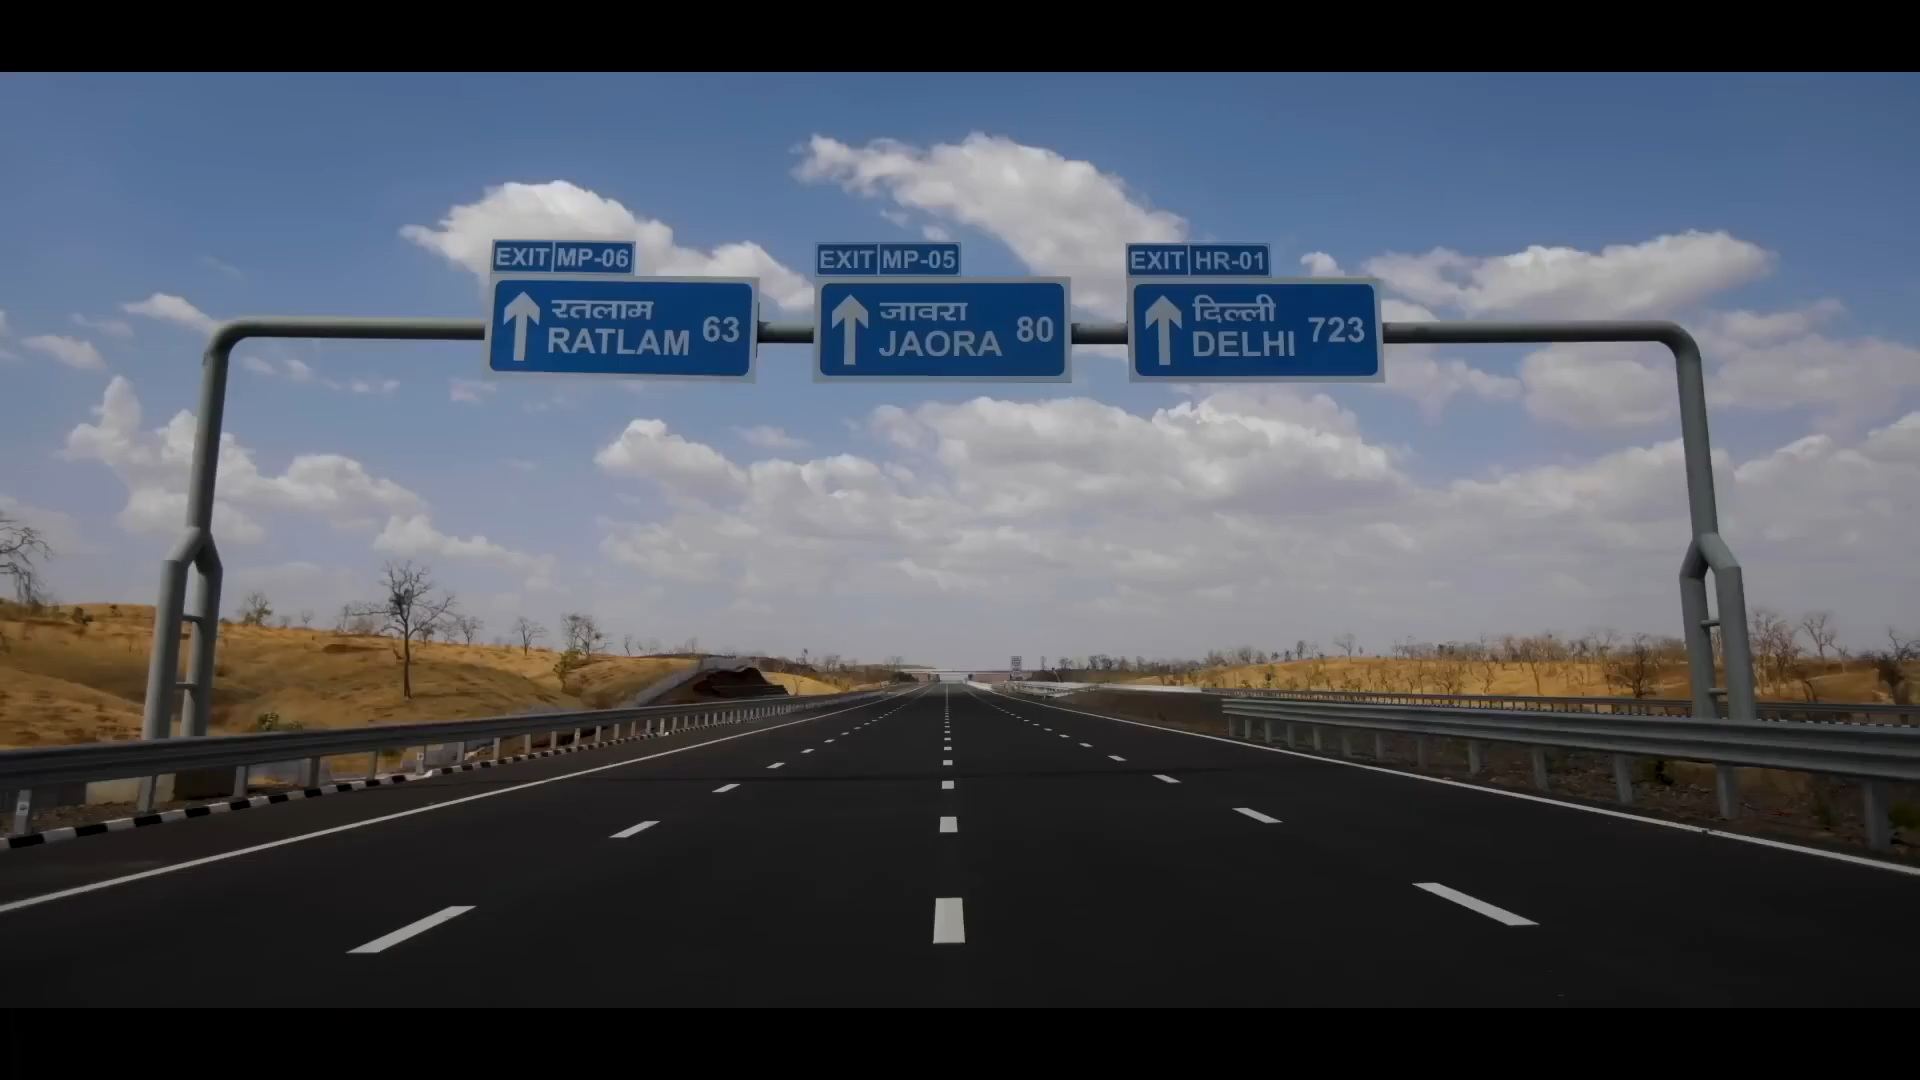 EXIT MP-06
रतलाम
RATLAM 63
EXIT MP-05
जावरा
JAORA 80
EXIT HR-01
दिल्ली
DELHI 723